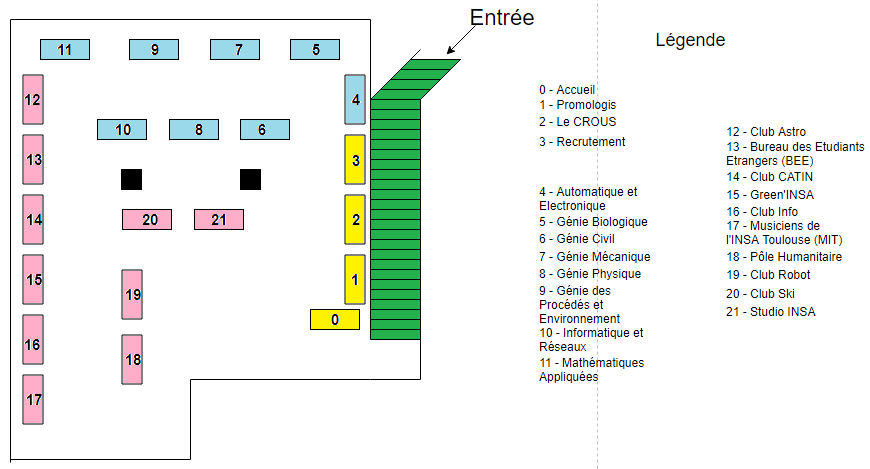 Entrée
Légende
11
9
7
5
12
4
10
8
6
13
3
14
20
21
2
15
19
1
0
16
18
17
0 - Accueil
1 - Promologis
2 - Le CROUS
3 - Recrutement
4 - Automatique et
Electronique
5 - Génie Biologique
6 - Génie Civil
7 - Génie Mécanique
8 - Génie Physique
9 - Génie des
Procédés et
Environnement
10 - Informatique et
Réseaux
11 - Mathématiques
Appliquées
12 - Club Astro
13 - Bureau des Etudiants
Etrangers (BEE)
14 - Club CATIN
15 - Green'INSA
16 - Club Info
17 - Musiciens de
l'INSA Toulouse (MIT)
18 - Pôle Humanitaire
19 - Club Robot
20 - Club Ski
21 - Studio INSA